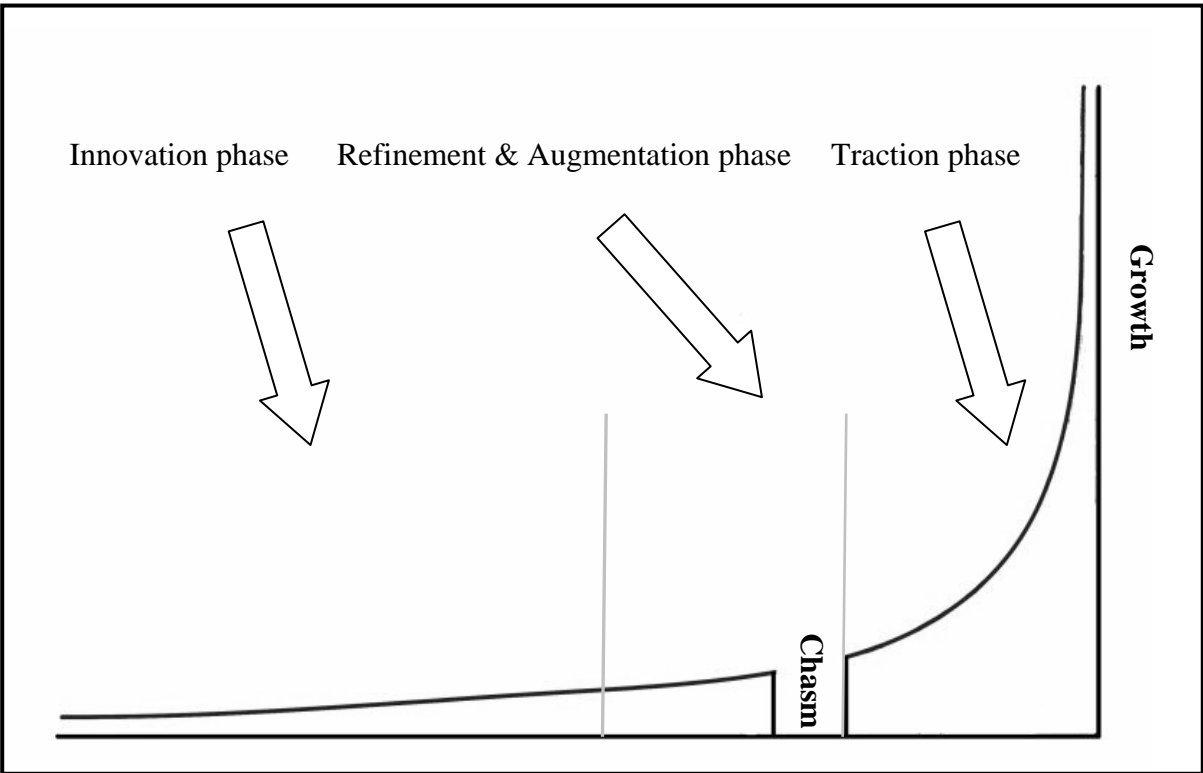 Innovation phase
Refinement & Augmentation phase
Traction phase
Growth
Chasm